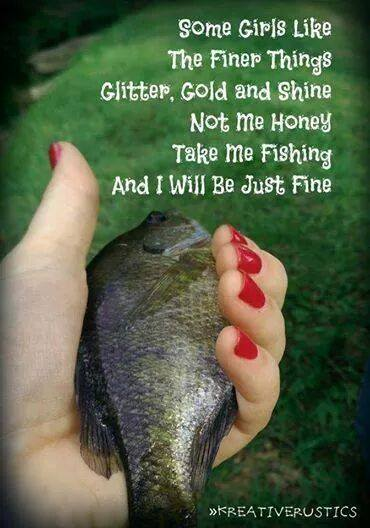 Some Girls Like
The Finer Things
Glitter, Gold and Shine
Not Me Honey
Take Me Fishing
And I Will Be Just Fine
»KREATIVERUSTICS